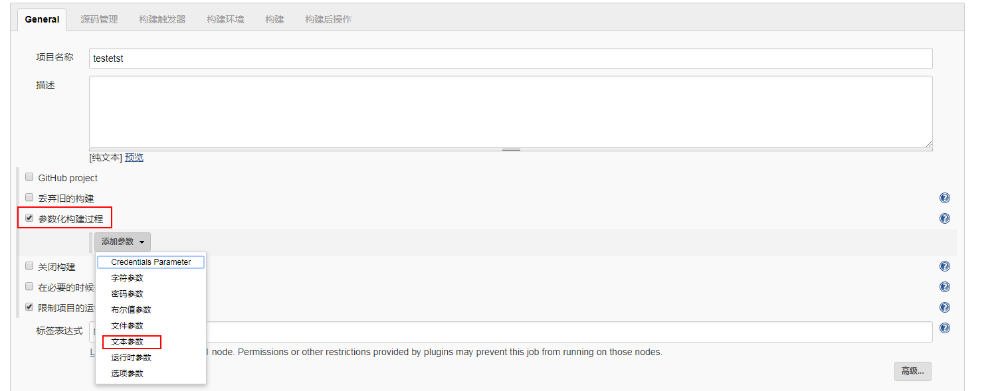 General 源码管理 构建触发器 构建环境 构建 构建后操作
项目名称 testetst
描述
[纯文本] 预览
GitHub project
丢弃旧的构建
参数化构建过程
添加参数
Credentials Parameter
字符参数
密码参数
布尔值参数
文件参数
文本参数
运行时参数
选项参数
关闭构建
在必要的时候
限制项目的运
标签表达式
node. Permissions or other restrictions provided by plugins may prevent this job from running on those nodes.
高级...